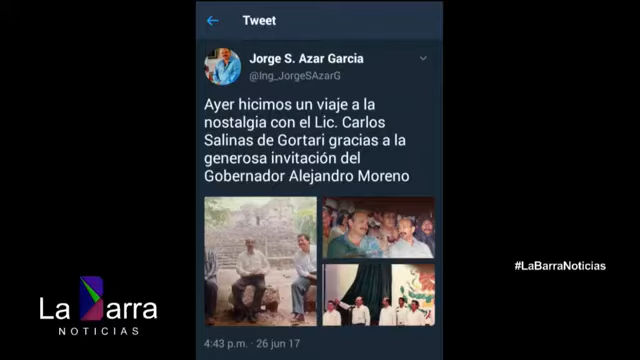 Tweet
Jorge S. Azar Garcia
@Ing_JorgeSAzarG
Ayer hicimos un viaje a la
nostalgia con el Lic. Carlos
Salinas de Gortari gracias a la
generosa invitación del
Gobernador Alejandro Moreno
4:43 p.m. · 26 jun 17
#LaBarraNoticias
La Barra
NOTICIAS